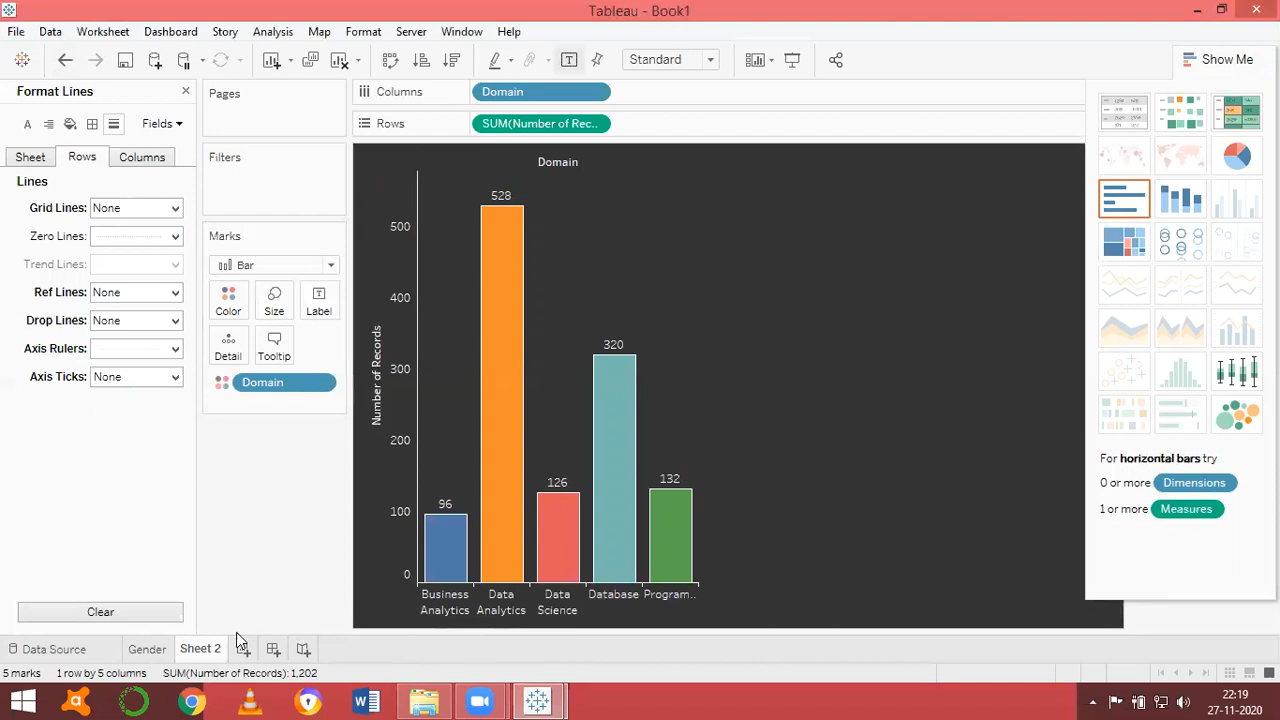 Tableau - Book1
File Data Worksheet Dashboard Story Analysis Map Format Server Window Help
Standard
Show Me
Format Lines
Fields
Sheet Rows Columns
Lines
Grid Lines: None
Zero Lines:
Trend Lines:
Ref Lines: None
Drop Lines: None
Axis Rulers:
Axis Ticks: None
Clear
Pages
Filters
Marks
Bar
Color Size Label
Detail Tooltip
Domain
Columns Domain
Rows SUM(Number of Rec..
Domain
Number of Records
500
400
300
200
100
0
96
528
126
320
132
Business Analytics
Data Analytics
Data Science
Database
Program..
For horizontal bars try
0 or more Dimensions
1 or more Measures
Data Source Gender Sheet 2
5 marks 1 row by 5 columns SUM(Number of Records): 1,202
22:19
27-11-2020